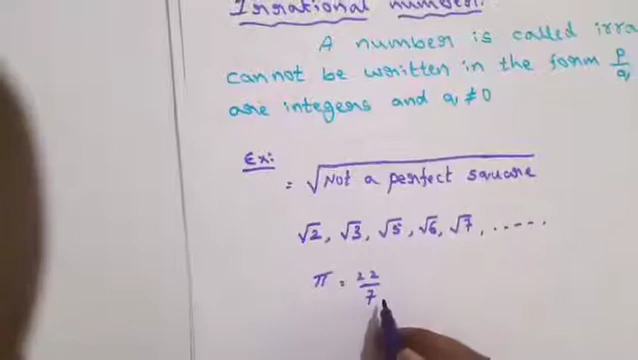 Irrational number:
A number is called irra
cannot be written in the form p/q
are integers and q ≠ 0
Ex:
= √Not a perfect square
√2, √3, √5, √6, √7, ......
π = 22/7